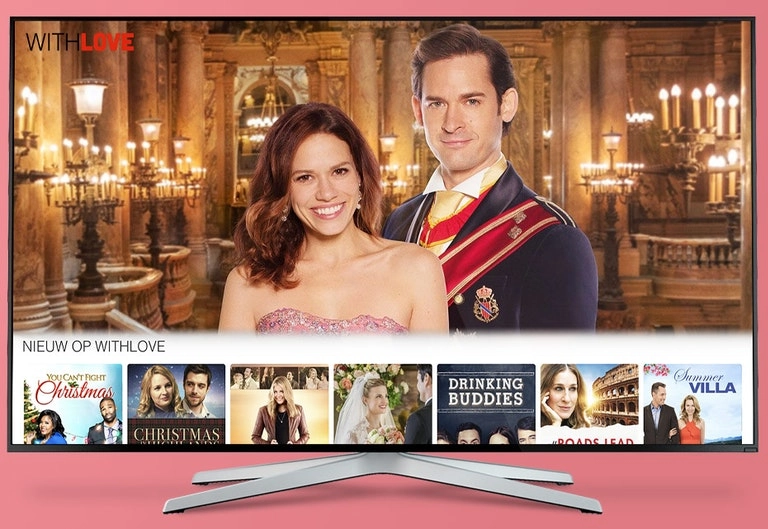 WITHLOVE
NIEUW OP WITHLOVE
YOU CAN'T FIGHT
Christmas
CHRISTMAS
DRINKING
BUDDIES
ROADS LEAD
Summer
VILLA